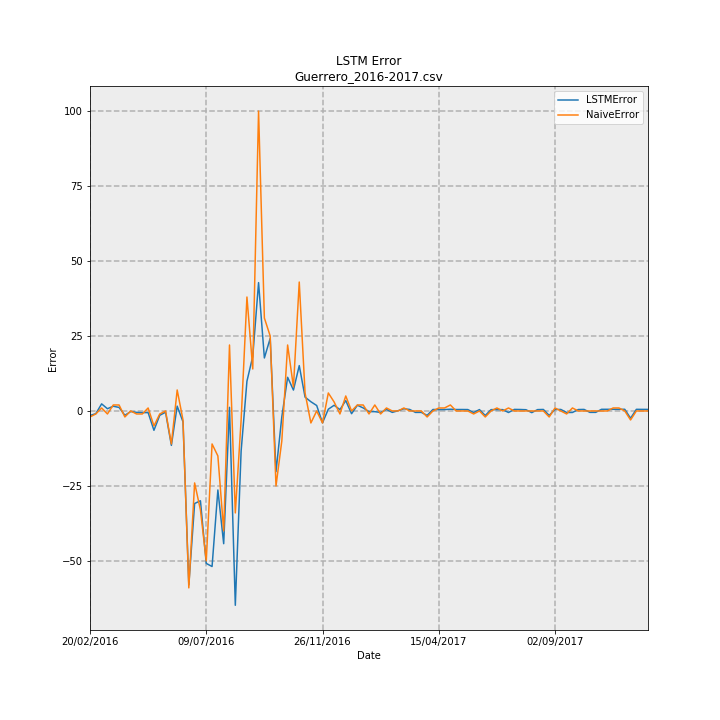 LSTM Error
Guerrero_2016-2017.csv
LSTMError
NaiveError
100
75
50
25
0
−25
−50
Error
20/02/2016
09/07/2016
26/11/2016
15/04/2017
02/09/2017
Date